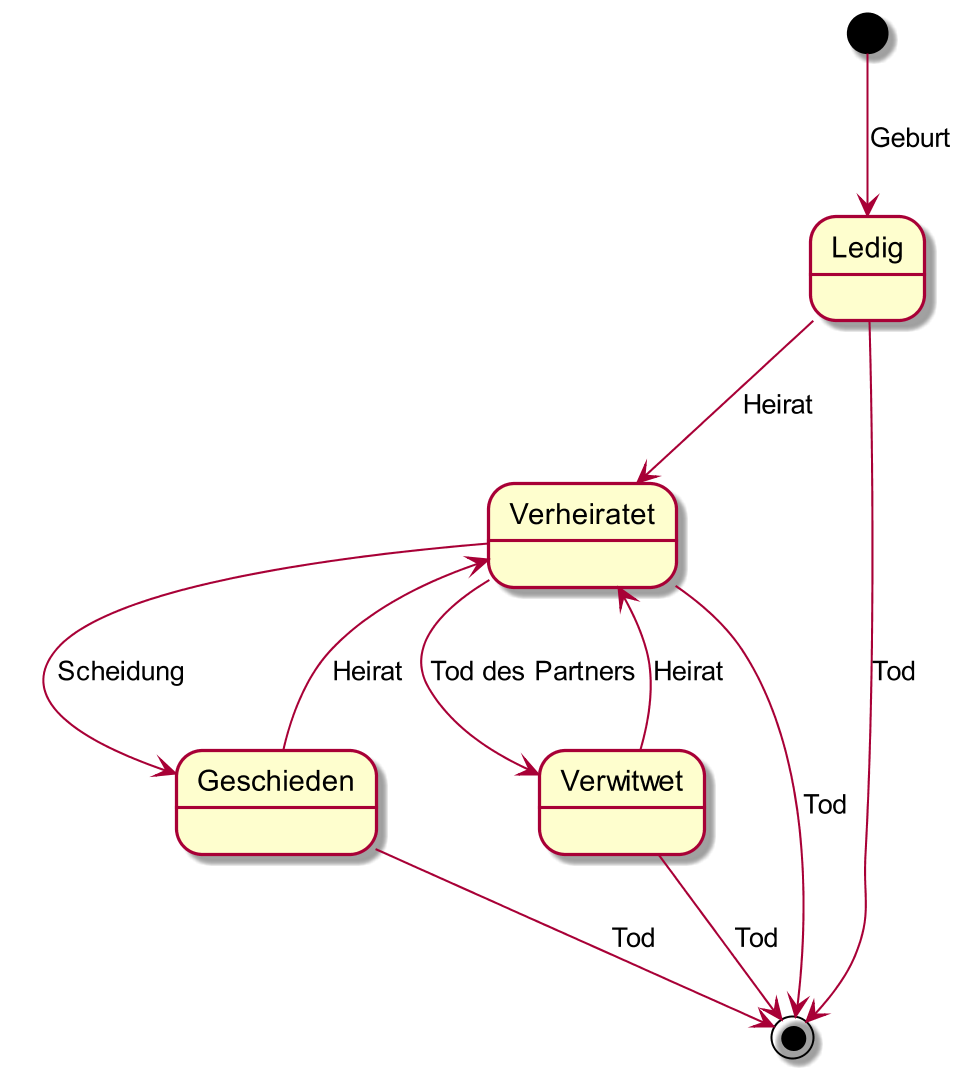 Geburt
Ledig
Heirat
Verheiratet
Scheidung
Heirat
Tod des Partners
Heirat
Tod
Geschieden
Verwitwet
Tod
Tod
Tod